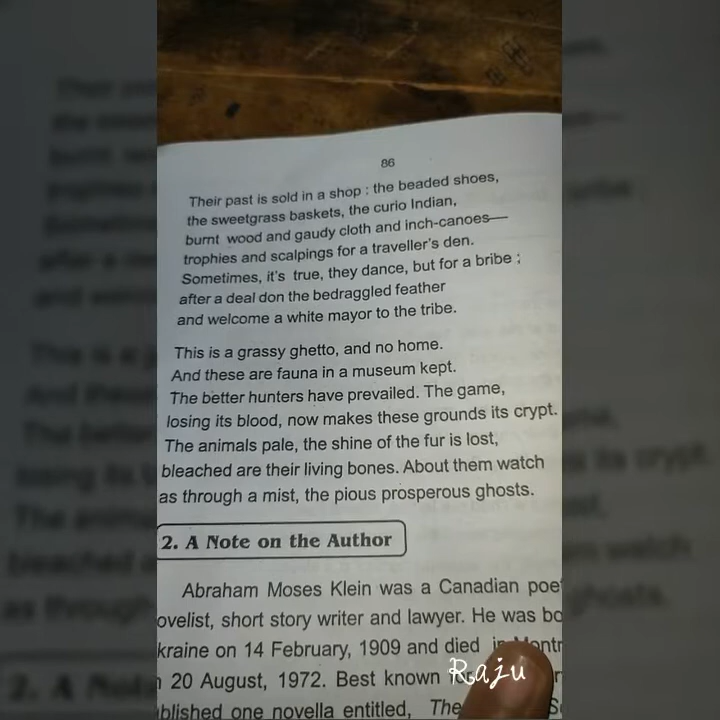 86
Their past is sold in a shop : the beaded shoes,
the sweetgrass baskets, the curio Indian,
burnt wood and gaudy cloth and inch-canoes—
trophies and scalpings for a traveller's den.
Sometimes, it's true, they dance, but for a bribe ;
after a deal don the bedraggled feather
and welcome a white mayor to the tribe.
This is a grassy ghetto, and no home.
And these are fauna in a museum kept.
The better hunters have prevailed. The game,
losing its blood, now makes these grounds its crypt.
The animals pale, the shine of the fur is lost,
bleached are their living bones. About them watch
as through a mist, the pious prosperous ghosts.
2. A Note on the Author
Abraham Moses Klein was a Canadian poet
ovelist, short story writer and lawyer. He was bo
kraine on 14 February, 1909 and died in
20 August, 1972. Best known
blished one novella entitled, The
Raju